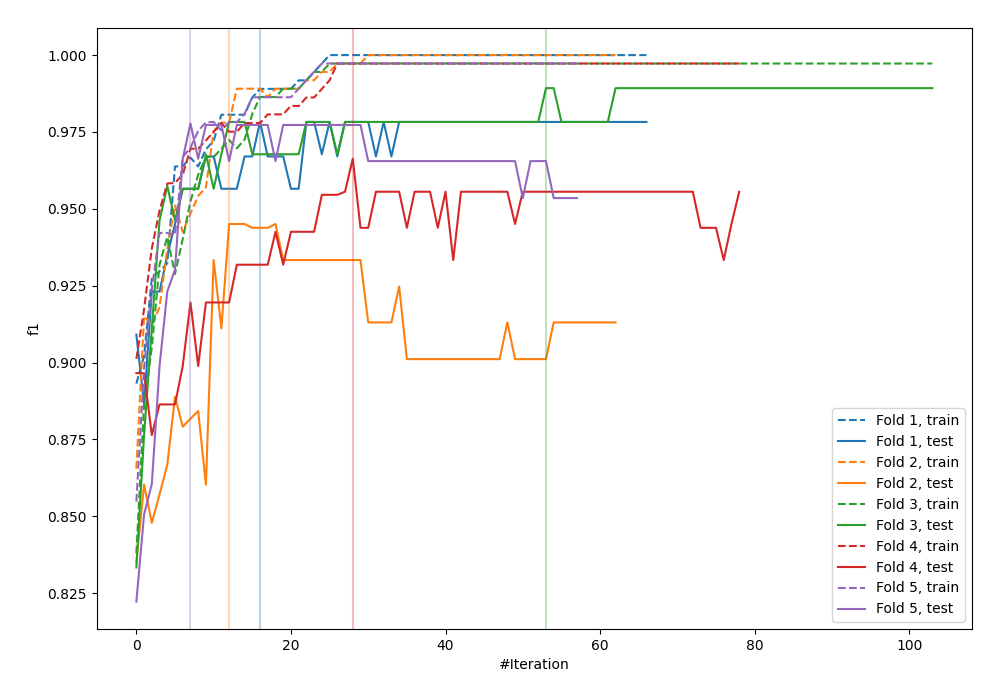 1.000
0.975
0.950
0.925
0.900
0.875
0.850
0.825
f1
0
20
40
60
80
100
#Iteration
Fold 1, train
Fold 1, test
Fold 2, train
Fold 2, test
Fold 3, train
Fold 3, test
Fold 4, train
Fold 4, test
Fold 5, train
Fold 5, test